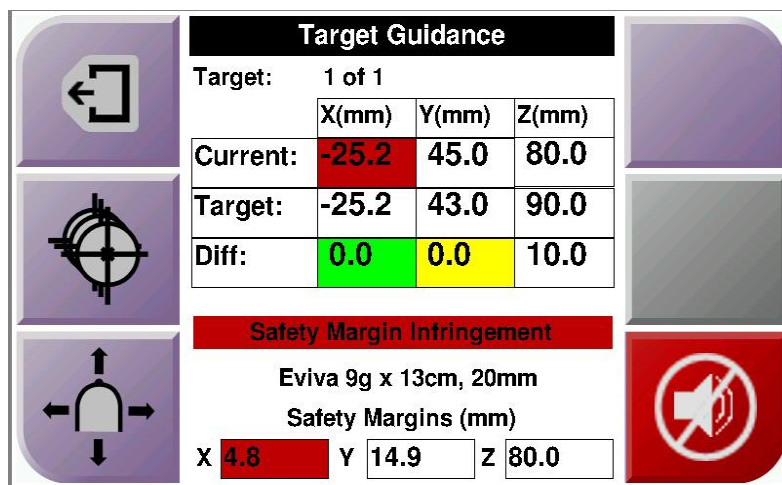 Target Guidance
Target: 1 of 1
X(mm) Y(mm) Z(mm)
Current: -25.2 45.0 80.0
Target: -25.2 43.0 90.0
Diff: 0.0 0.0 10.0
Safety Margin Infringement
Eviva 9g x 13cm, 20mm
Safety Margins (mm)
X 4.8 Y 14.9 Z 80.0